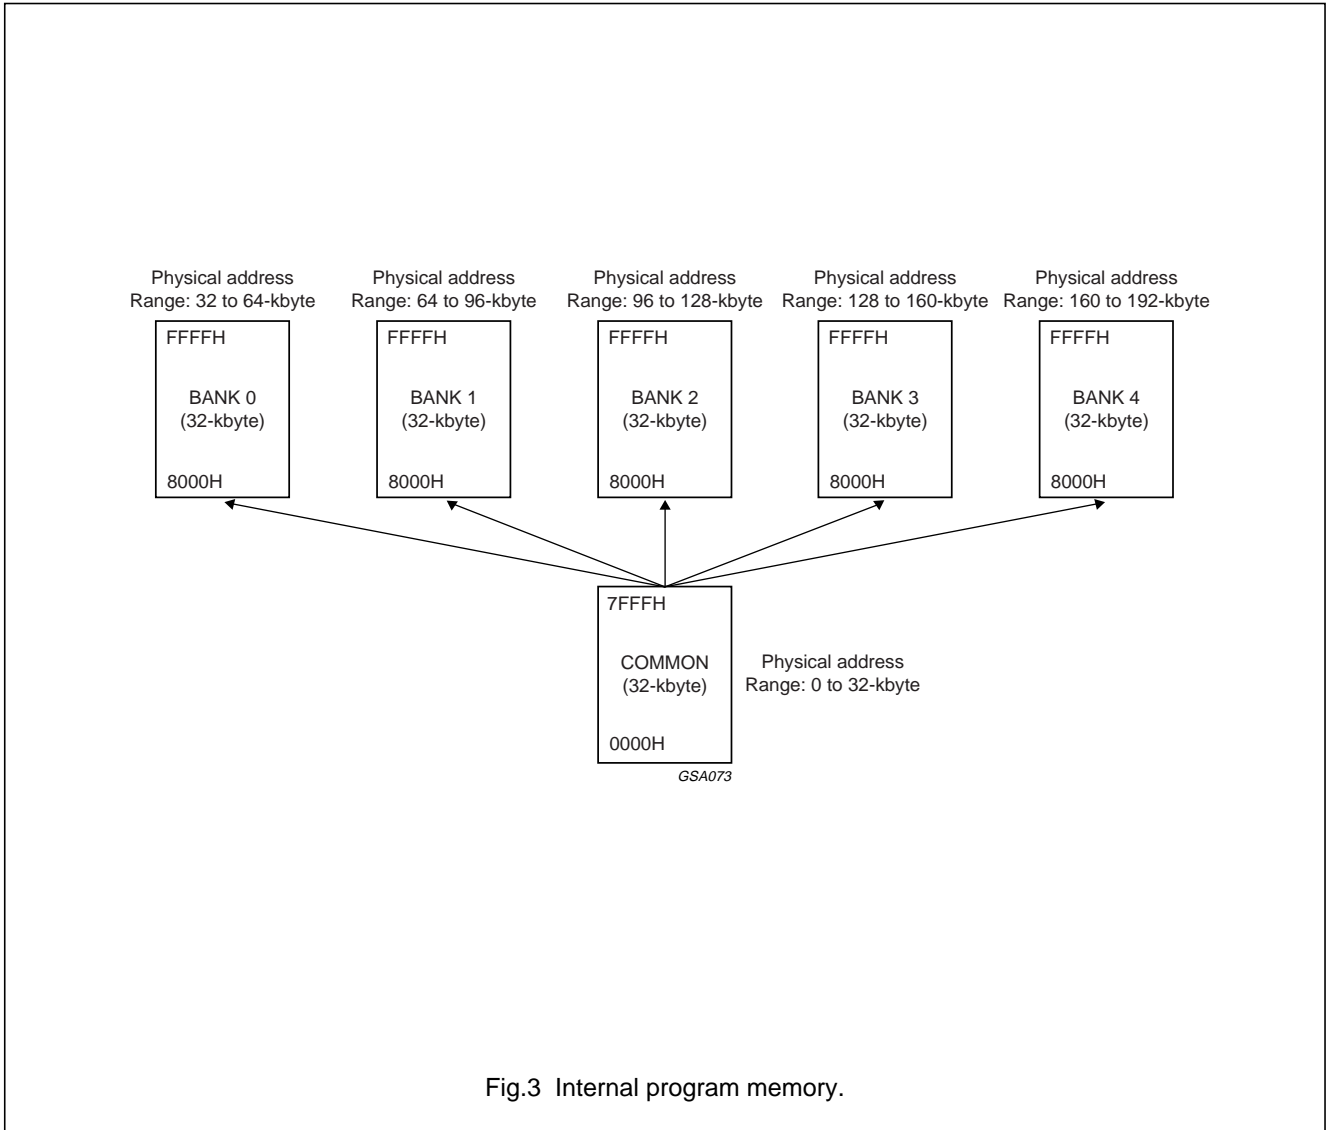 Physical address
Range: 32 to 64-kbyte
FFFFH
BANK 0
(32-kbyte)
8000H
Physical address
Range: 64 to 96-kbyte
FFFFH
BANK 1
(32-kbyte)
8000H
Physical address
Range: 96 to 128-kbyte
FFFFH
BANK 2
(32-kbyte)
8000H
Physical address
Range: 128 to 160-kbyte
FFFFH
BANK 3
(32-kbyte)
8000H
Physical address
Range: 160 to 192-kbyte
FFFFH
BANK 4
(32-kbyte)
8000H
7FFFH
COMMON
(32-kbyte)
0000H
Physical address
Range: 0 to 32-kbyte
GSA073
Fig.3 Internal program memory.